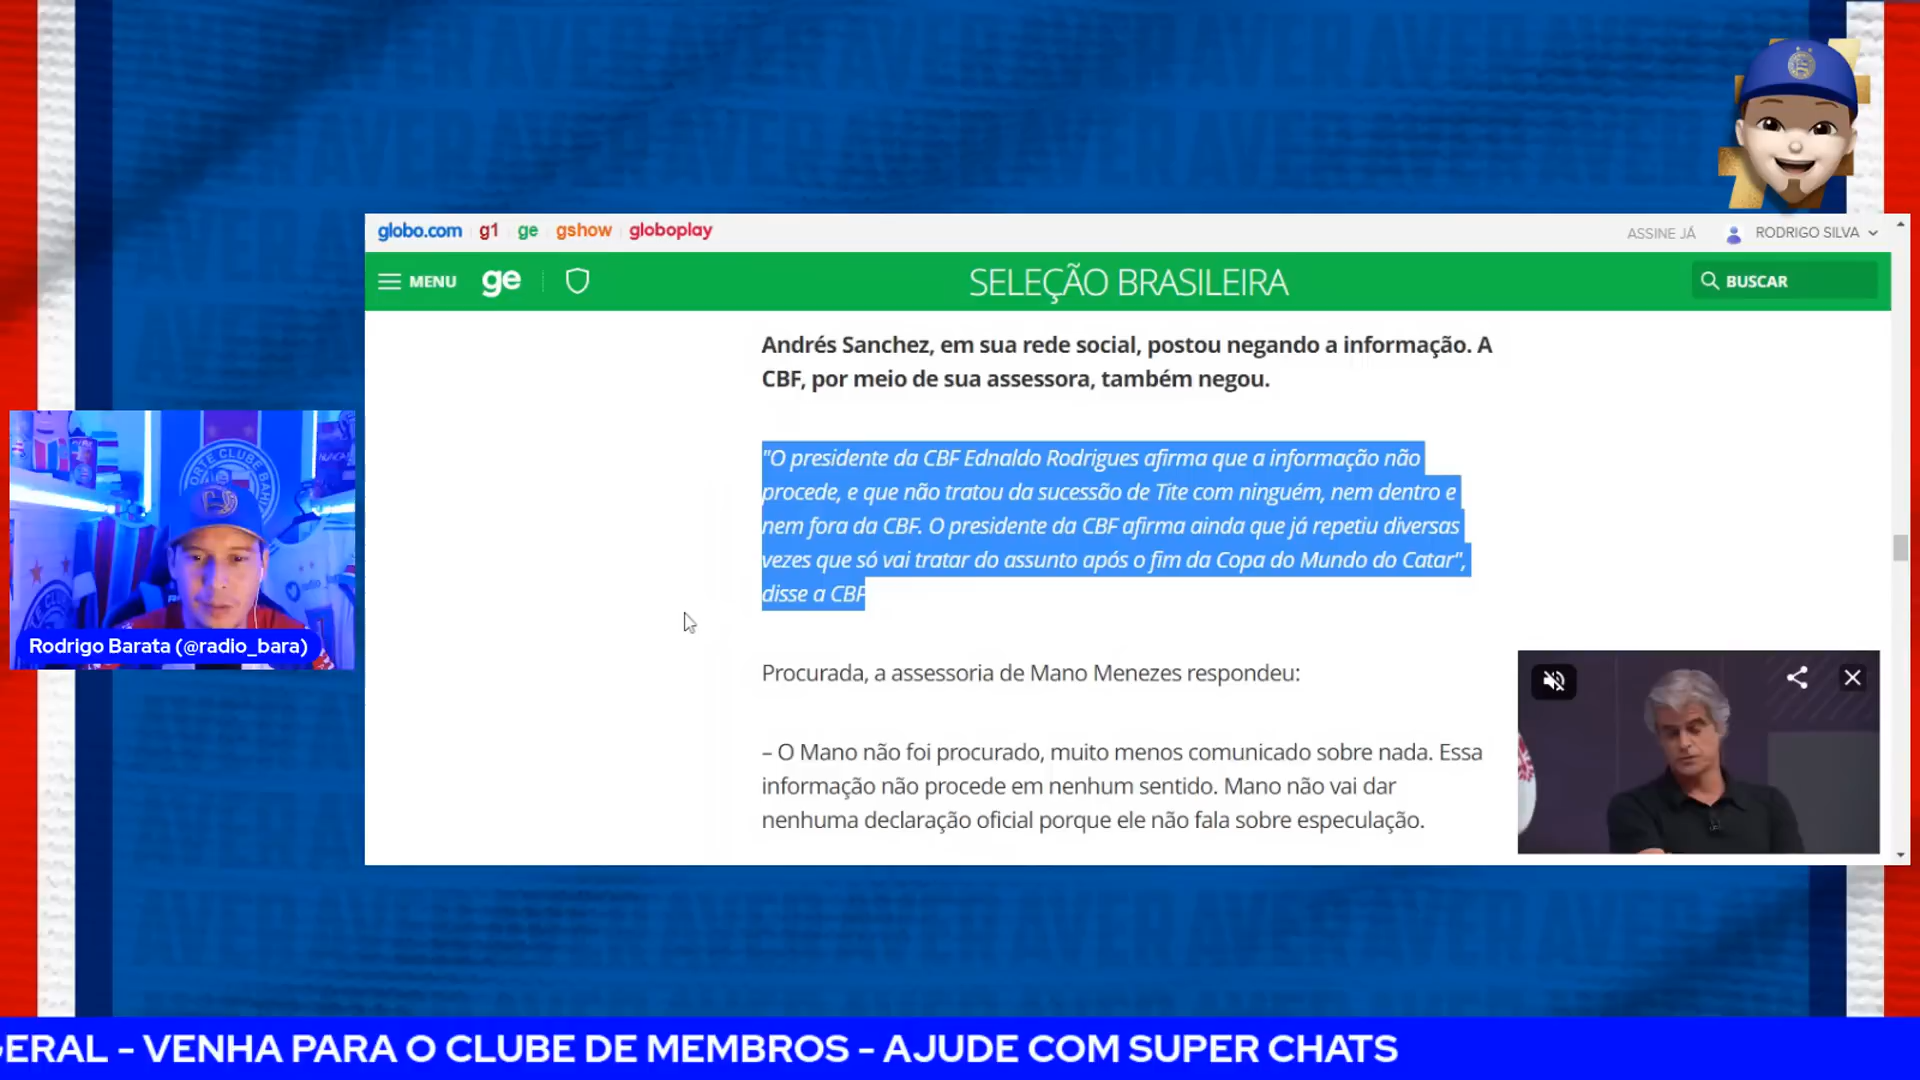 globo.com g1 ge gshow globoplay
ASSINE JÁ RODRIGO SILVA
MENU ge SELEÇÃO BRASILEIRA BUSCAR
Andrés Sanchez, em sua rede social, postou negando a informação. A
CBF, por meio de sua assessora, também negou.
"O presidente da CBF Ednaldo Rodrigues afirma que a informação não
procede, e que não tratou da sucessão de Tite com ninguém, nem dentro e
nem fora da CBF. O presidente da CBF afirma ainda que já repetiu diversas
vezes que só vai tratar do assunto após o fim da Copa do Mundo do Catar",
disse a CBF
Procurada, a assessoria de Mano Menezes respondeu:
– O Mano não foi procurado, muito menos comunicado sobre nada. Essa
informação não procede em nenhum sentido. Mano não vai dar
nenhuma declaração oficial porque ele não fala sobre especulação.
ORTE CLUBE BAHI
Rodrigo Barata (@radio_bara)
GERAL - VENHA PARA O CLUBE DE MEMBROS - AJUDE COM SUPER CHATS